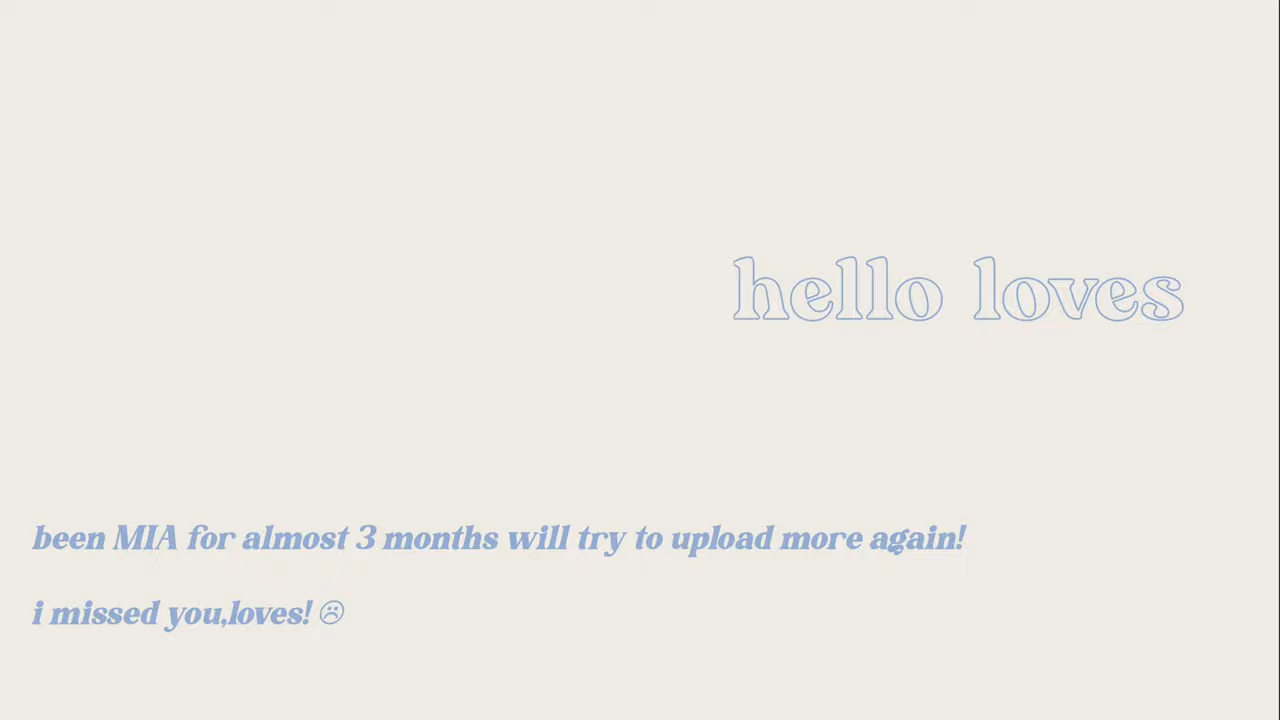 hello loves
been MIA for almost 3 months will try to upload more again!
i missed you,loves! ☹